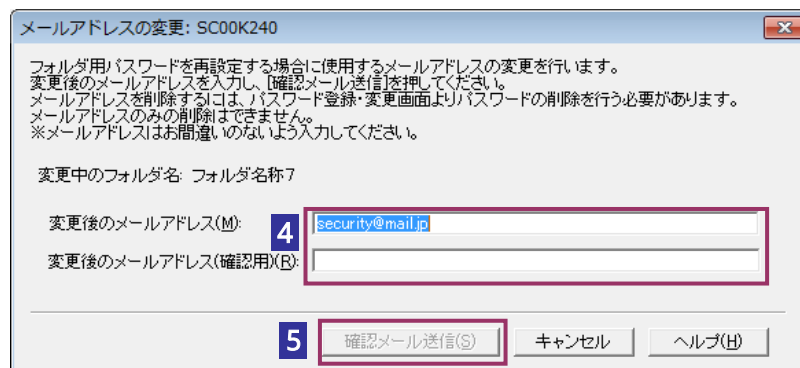 メールアドレスの変更: SC00K240
フォルダ用パスワードを再設定する場合に使用するメールアドレスの変更を行います。
変更後のメールアドレスを入力し、[確認メール送信]を押してください。
メールアドレスを削除するには、パスワード登録・変更画面よりパスワードの削除を行う必要があります。
メールアドレスのみの削除はできません。
※メールアドレスはお間違いのないよう入力してください。
変更中のフォルダ名: フォルダ名称7
変更後のメールアドレス(M): 4 security@mail.jp
変更後のメールアドレス(確認用)(R):
5 確認メール送信(S) キャンセル ヘルプ(H)